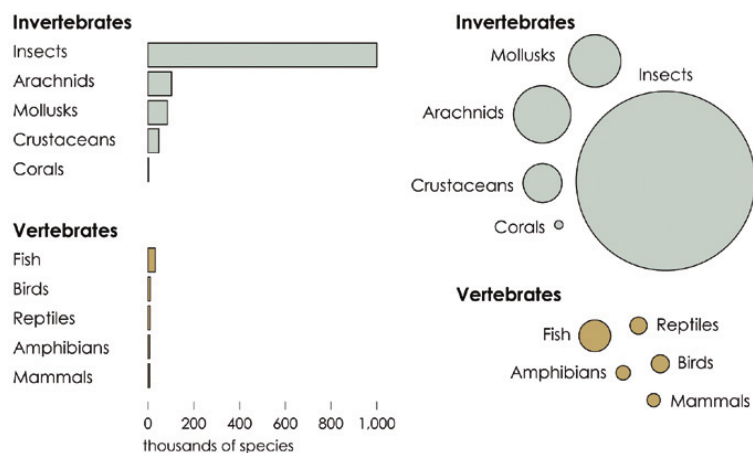 Invertebrates
Insects
Arachnids
Mollusks
Crustaceans
Corals
Vertebrates
Fish
Birds
Reptiles
Amphibians
Mammals
0 200 400 600 800 1,000
thousands of species
Invertebrates
Mollusks
Insects
Arachnids
Crustaceans
Corals
Vertebrates
Fish
Reptiles
Amphibians
Birds
Mammals